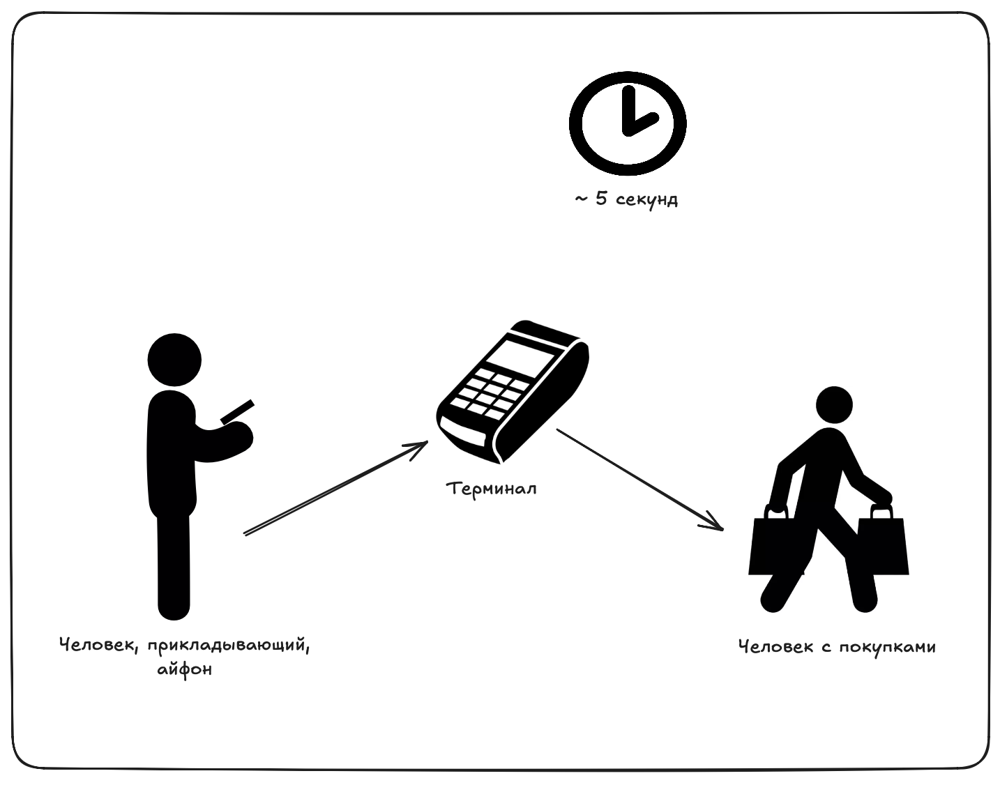 ~ 5 секунд
Терминал
Человек, прикладывающий,
айфон
Человек с покупками